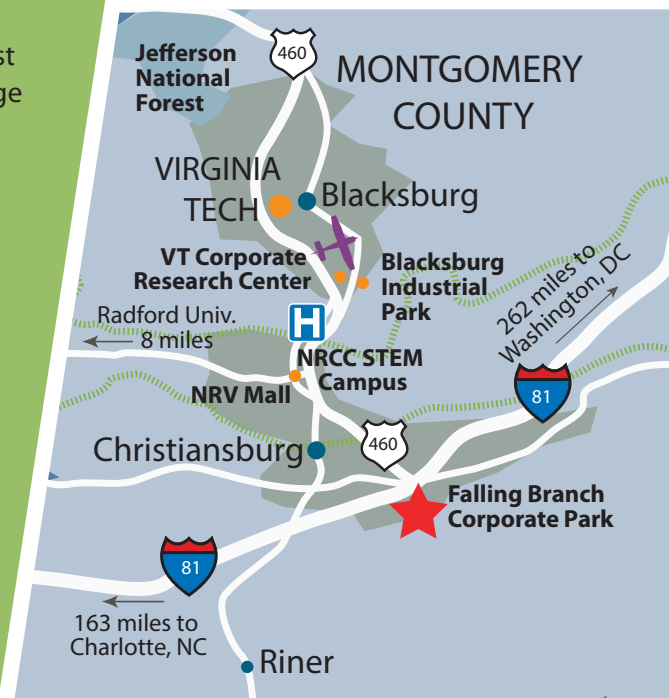 st
ge
Jefferson
National
Forest
460
MONTGOMERY
COUNTY
VIRGINIA
TECH
Blacksburg
VT Corporate
Research Center
Blacksburg
Industrial
Park
262 miles to
Washington, DC
Radford Univ.
8 miles
H
NRCC STEM
Campus
NRV Mall
81
Christiansburg
460
Falling Branch
Corporate Park
81
163 miles to
Charlotte, NC
Riner